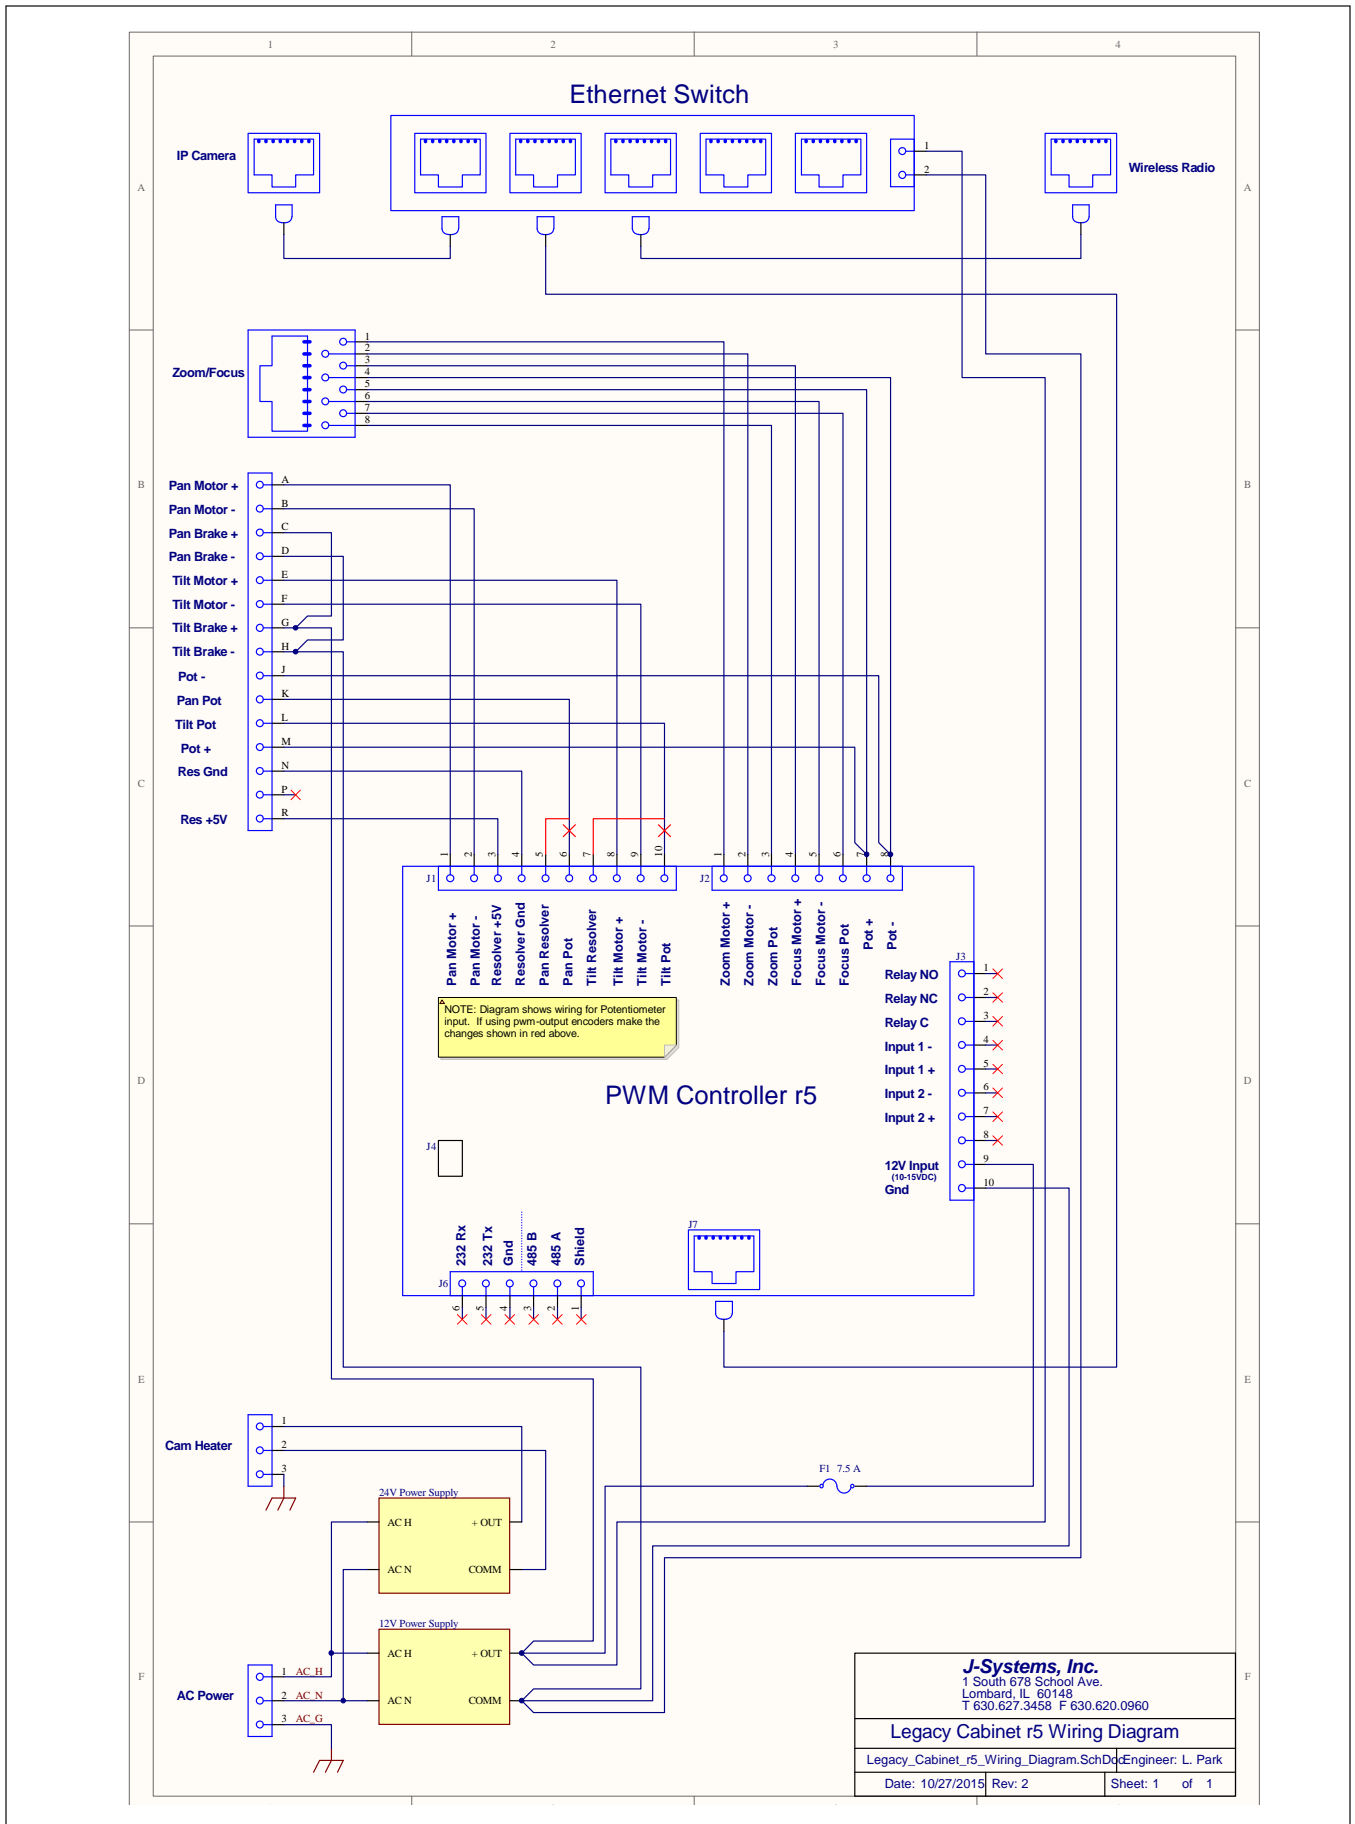 1 2 3 4
Ethernet Switch
IP Camera
1
2
Wireless Radio
A A
Zoom/Focus
1
2
3
4
5
6
7
8
B B
Pan Motor + A
Pan Motor - B
Pan Brake + C
Pan Brake - D
Tilt Motor + E
Tilt Motor - F
Tilt Brake + G
Tilt Brake - H
Pot - J
Pan Pot K
Tilt Pot L
Pot + M
Res Gnd N
P
Res +5V R
C C
1 2 3 4 5 6 7 8 9 10
1 2 3 4 5 6 7 8
J1
J2
Pan Motor +
Pan Motor -
Resolver +5V
Resolver Gnd
Pan Resolver
Pan Pot
Tilt Resolver
Tilt Motor +
Tilt Motor -
Tilt Pot
Zoom Motor +
Zoom Motor -
Zoom Pot
Focus Motor +
Focus Motor -
Focus Pot
Pot +
Pot -
J3
Relay NO 1
Relay NC 2
Relay C 3
Input 1 - 4
Input 1 + 5
Input 2 - 6
Input 2 + 7
8
12V Input 9
(10-15VDC)
Gnd 10
NOTE: Diagram shows wiring for Potentiometer
input. If using pwm-output encoders make the
changes shown in red above.
D D
PWM Controller r5
J4
232 Rx
232 Tx
Gnd
485 B
485 A
Shield
J6
6 5 4 3 2 1
J7
E E
Cam Heater
1
2
3
F1 7.5 A
24V Power Supply
AC H + OUT
AC N COMM
12V Power Supply
AC H + OUT
AC N COMM
F F
AC Power
1 AC_H
2 AC_N
3 AC_G
J-Systems, Inc.
1 South 678 School Ave.
Lombard, IL 60148
T 630.627.3458 F 630.620.0960
Legacy Cabinet r5 Wiring Diagram
Legacy_Cabinet_r5_Wiring_Diagram.SchDoc Engineer: L. Park
Date: 10/27/2015 Rev: 2 Sheet: 1 of 1